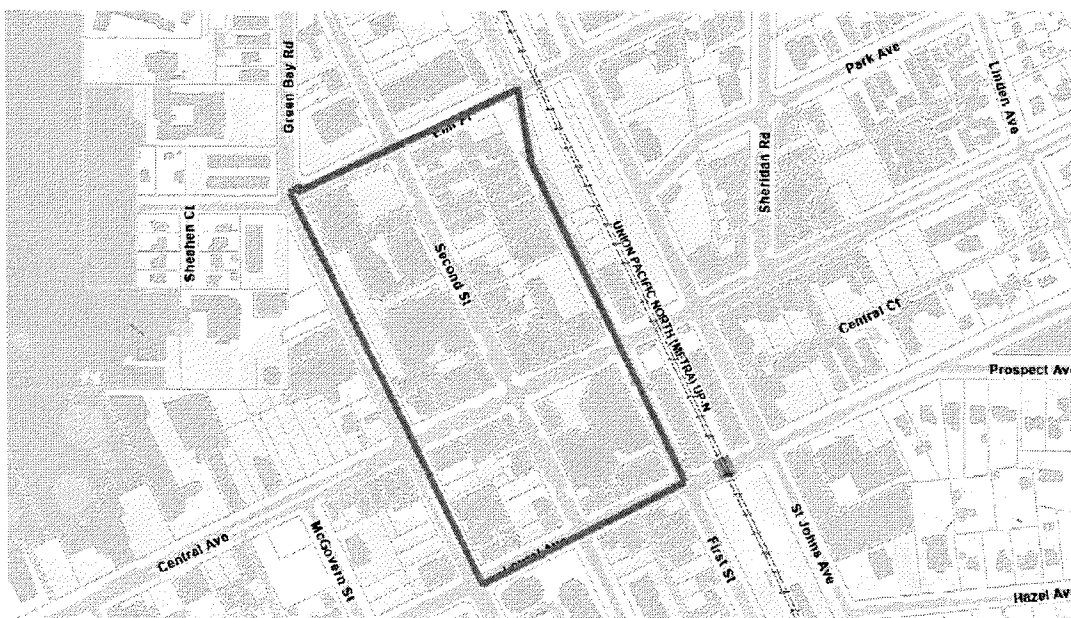 Green Bay Rd
Park Ave
Linden Ave
Elm Pl
Sheridan Rd
Sheahen Ct
Second St
UNION PACIFIC NORTH (METRA) UP-N
Central Ct
Prospect Ave
Central Ave
McGovern St
First St
St Johns Ave
Hazel Ave